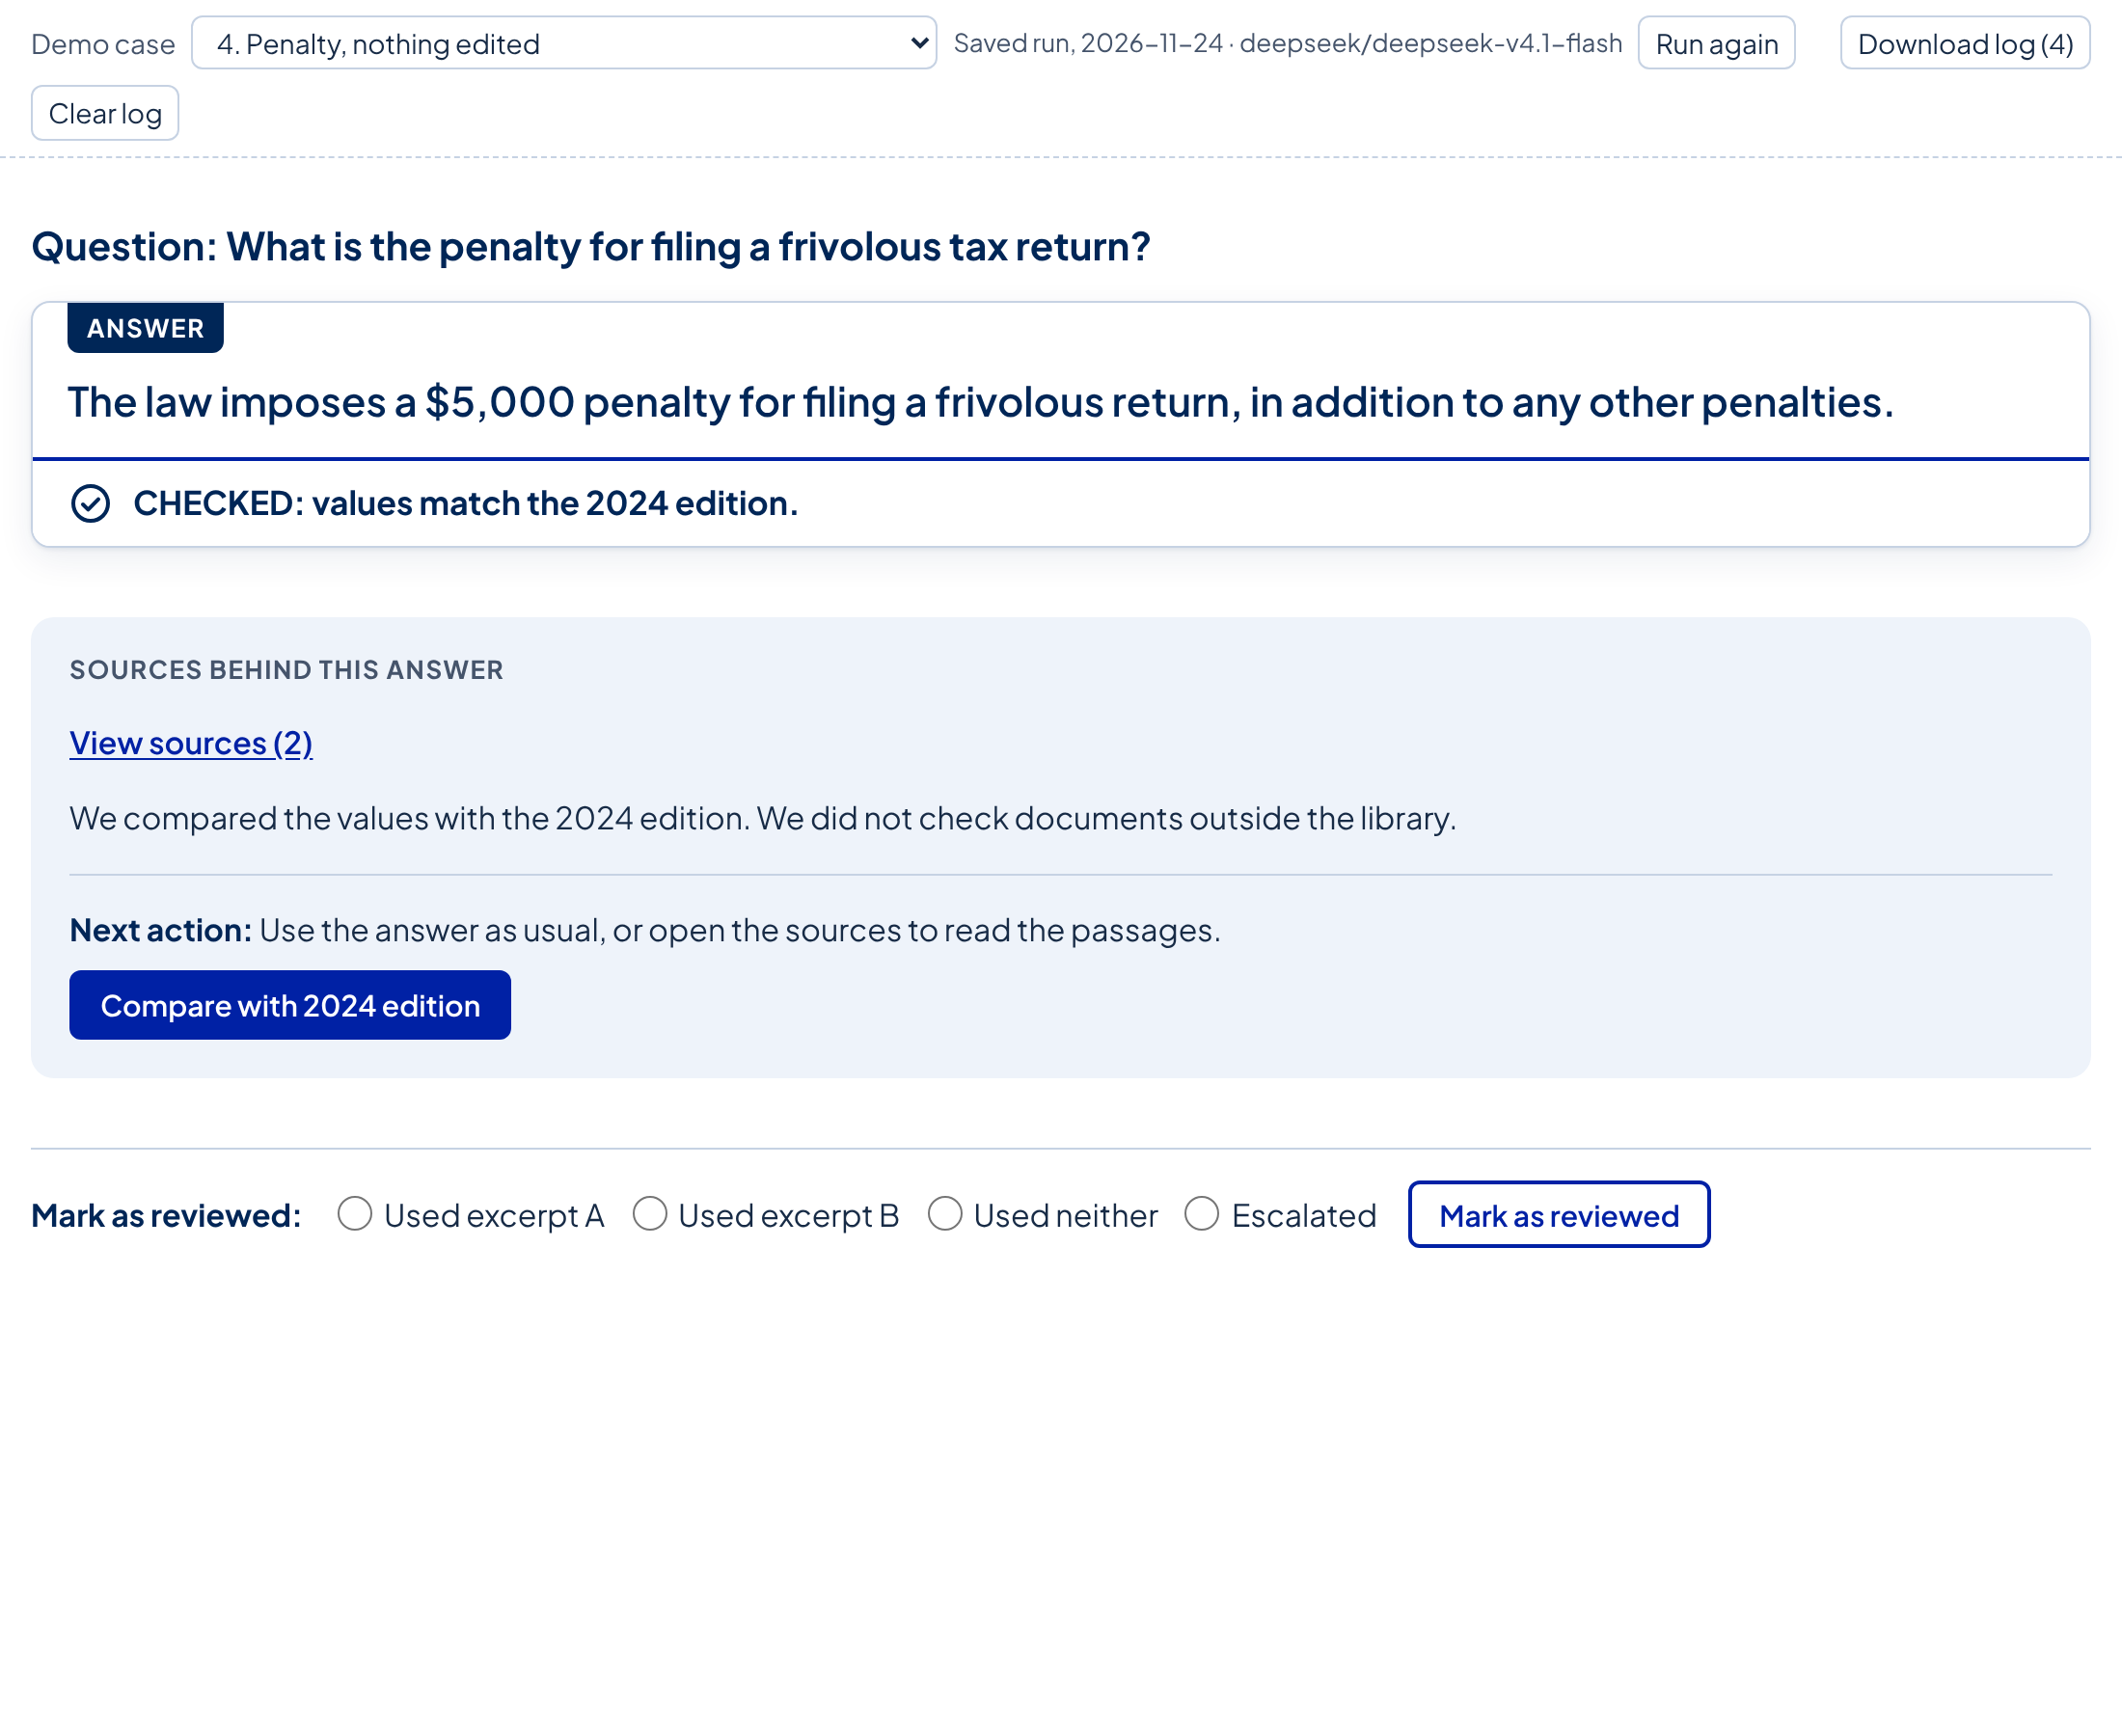 Demo case 4. Penalty, nothing edited Saved run, 2026-11-24 · deepseek/deepseek-v4.1-flash Run again Download log (4)
Clear log
Question: What is the penalty for filing a frivolous tax return?
ANSWER
The law imposes a $5,000 penalty for filing a frivolous return, in addition to any other penalties.
CHECKED: values match the 2024 edition.
SOURCES BEHIND THIS ANSWER
View sources (2)
We compared the values with the 2024 edition. We did not check documents outside the library.
Next action: Use the answer as usual, or open the sources to read the passages.
Compare with 2024 edition
Mark as reviewed: Used excerpt A Used excerpt B Used neither Escalated Mark as reviewed